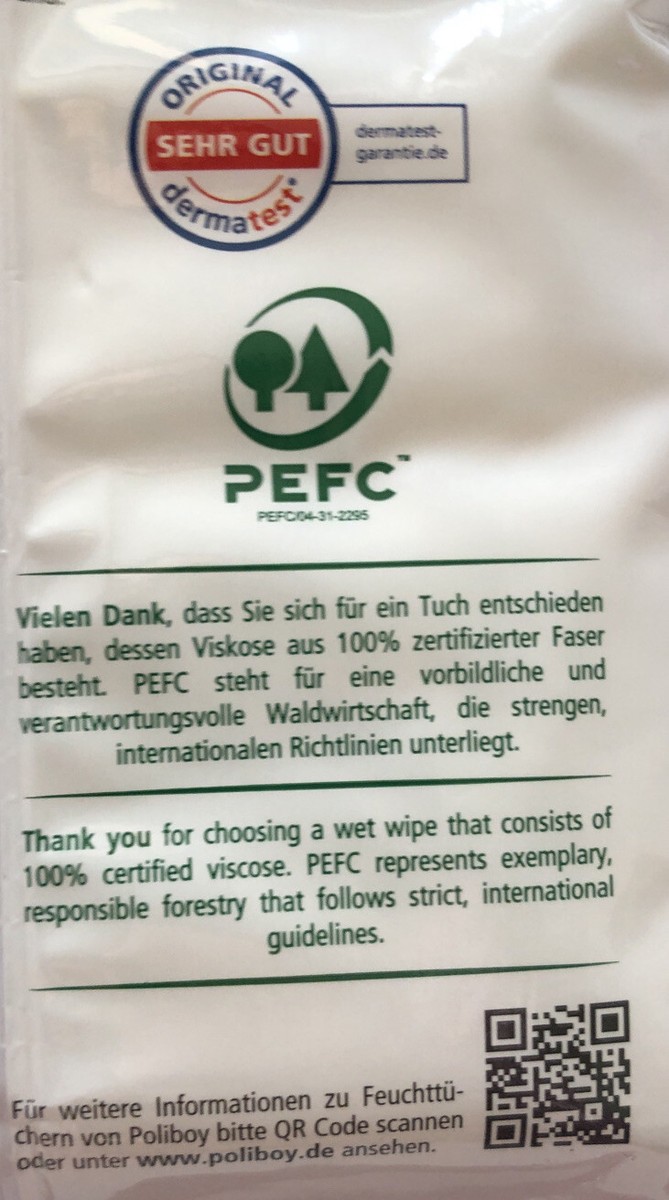 ORIGINAL
SEHR GUT
dermatest®
dermatest-
garantie.de
PEFC™
PEFC/04-31-2295
Vielen Dank, dass Sie sich für ein Tuch entschieden
haben, dessen Viskose aus 100% zertifizierter Faser
besteht. PEFC steht für eine vorbildliche und
verantwortungsvolle Waldwirtschaft, die strengen,
internationalen Richtlinien unterliegt.
Thank you for choosing a wet wipe that consists of
100% certified viscose. PEFC represents exemplary,
responsible forestry that follows strict, international
guidelines.
Für weitere Informationen zu Feuchttü-
chern von Poliboy bitte QR Code scannen
oder unter www.poliboy.de ansehen.